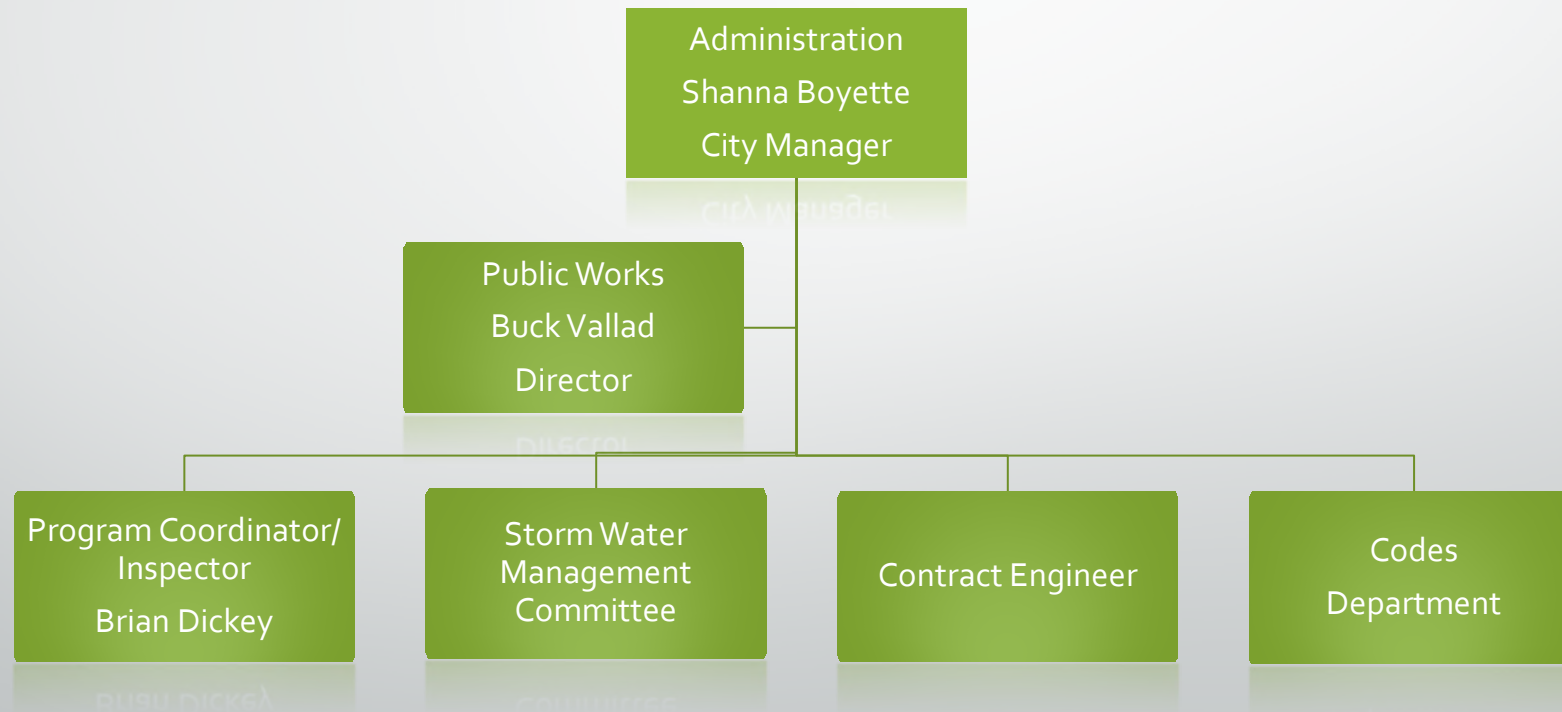 Administration
Shanna Boyette
City Manager
Public Works
Buck Vallad
Director
Program Coordinator/
Inspector
Brian Dickey
Storm Water
Management
Committee
Contract Engineer
Codes
Department